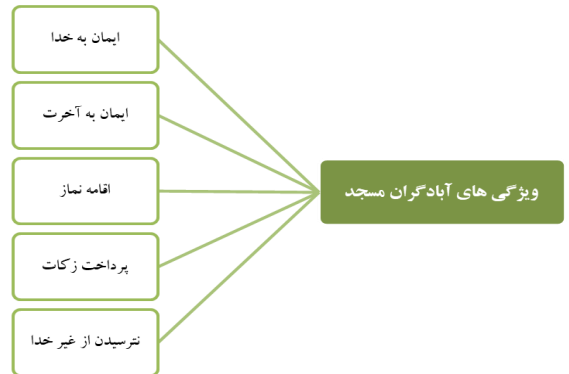 ویژگی های آبادگران مسجد
ایمان به خدا
ایمان به آخرت
اقامه نماز
پرداخت زکات
نترسیدن از غیر خدا